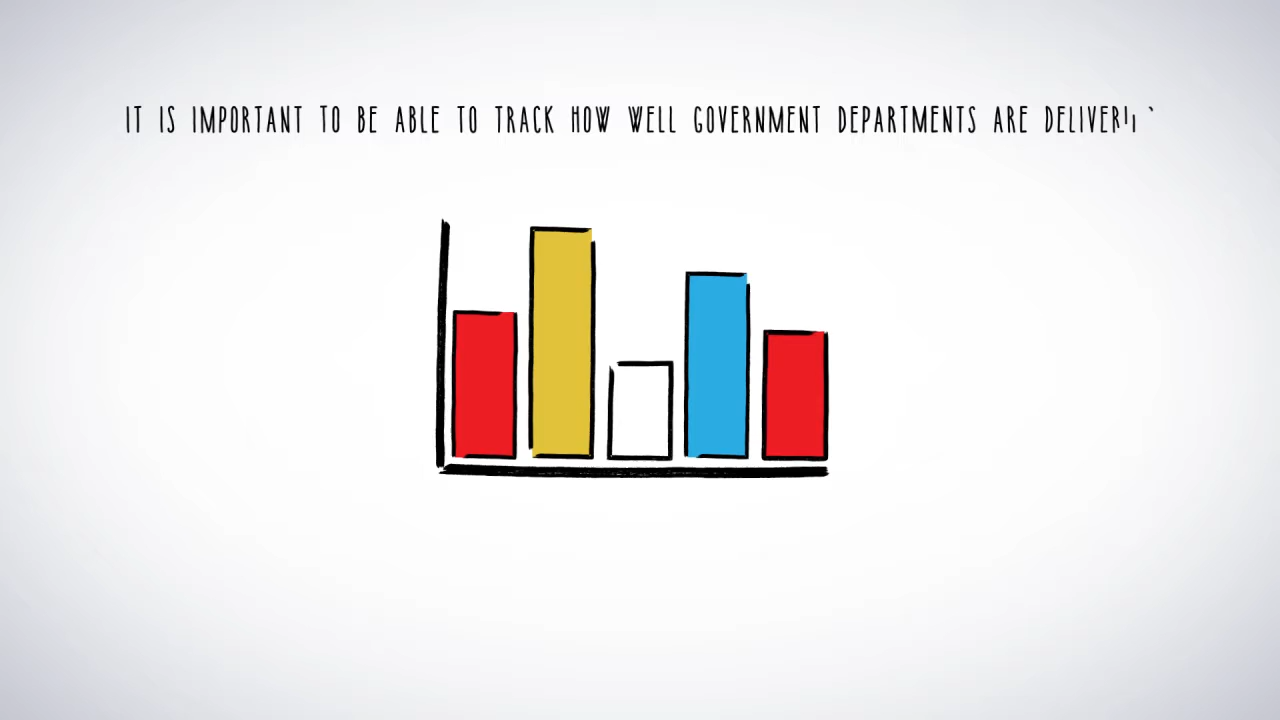 IT IS IMPORTANT TO BE ABLE TO TRACK HOW WELL GOVERNMENT DEPARTMENTS ARE